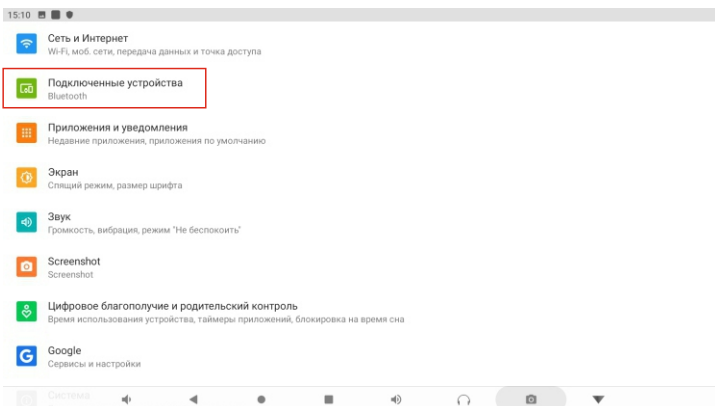 15:10
Сеть и Интернет
Wi-Fi, моб. сети, передача данных и точка доступа
Подключенные устройства
Bluetooth
Приложения и уведомления
Недавние приложения, приложения по умолчанию
Экран
Спящий режим, размер шрифта
Звук
Громкость, вибрация, режим "Не беспокоить"
Screenshot
Screenshot
Цифровое благополучие и родительский контроль
Время использования устройства, таймеры приложений, блокировка на время сна
Google
Сервисы и настройки
Система